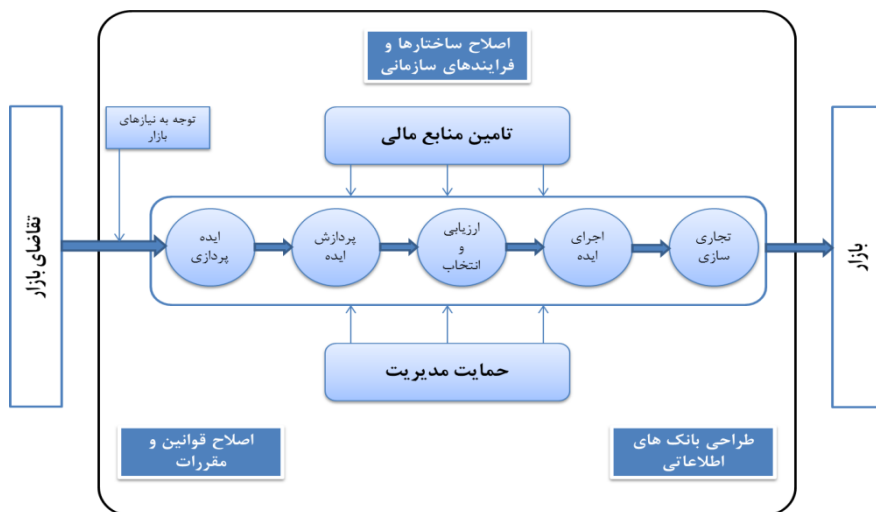 اصلاح ساختارها و
فرایندهای سازمانی
توجه به نیازهای
بازار
تامین منابع مالی
تقاضای بازار
ایده
پردازی
پردازش
ایده
ارزیابی
و
انتخاب
اجرای
ایده
تجاری
سازی
بازار
حمایت مدیریت
اصلاح قوانین و
مقررات
طراحی بانک های
اطلاعاتی